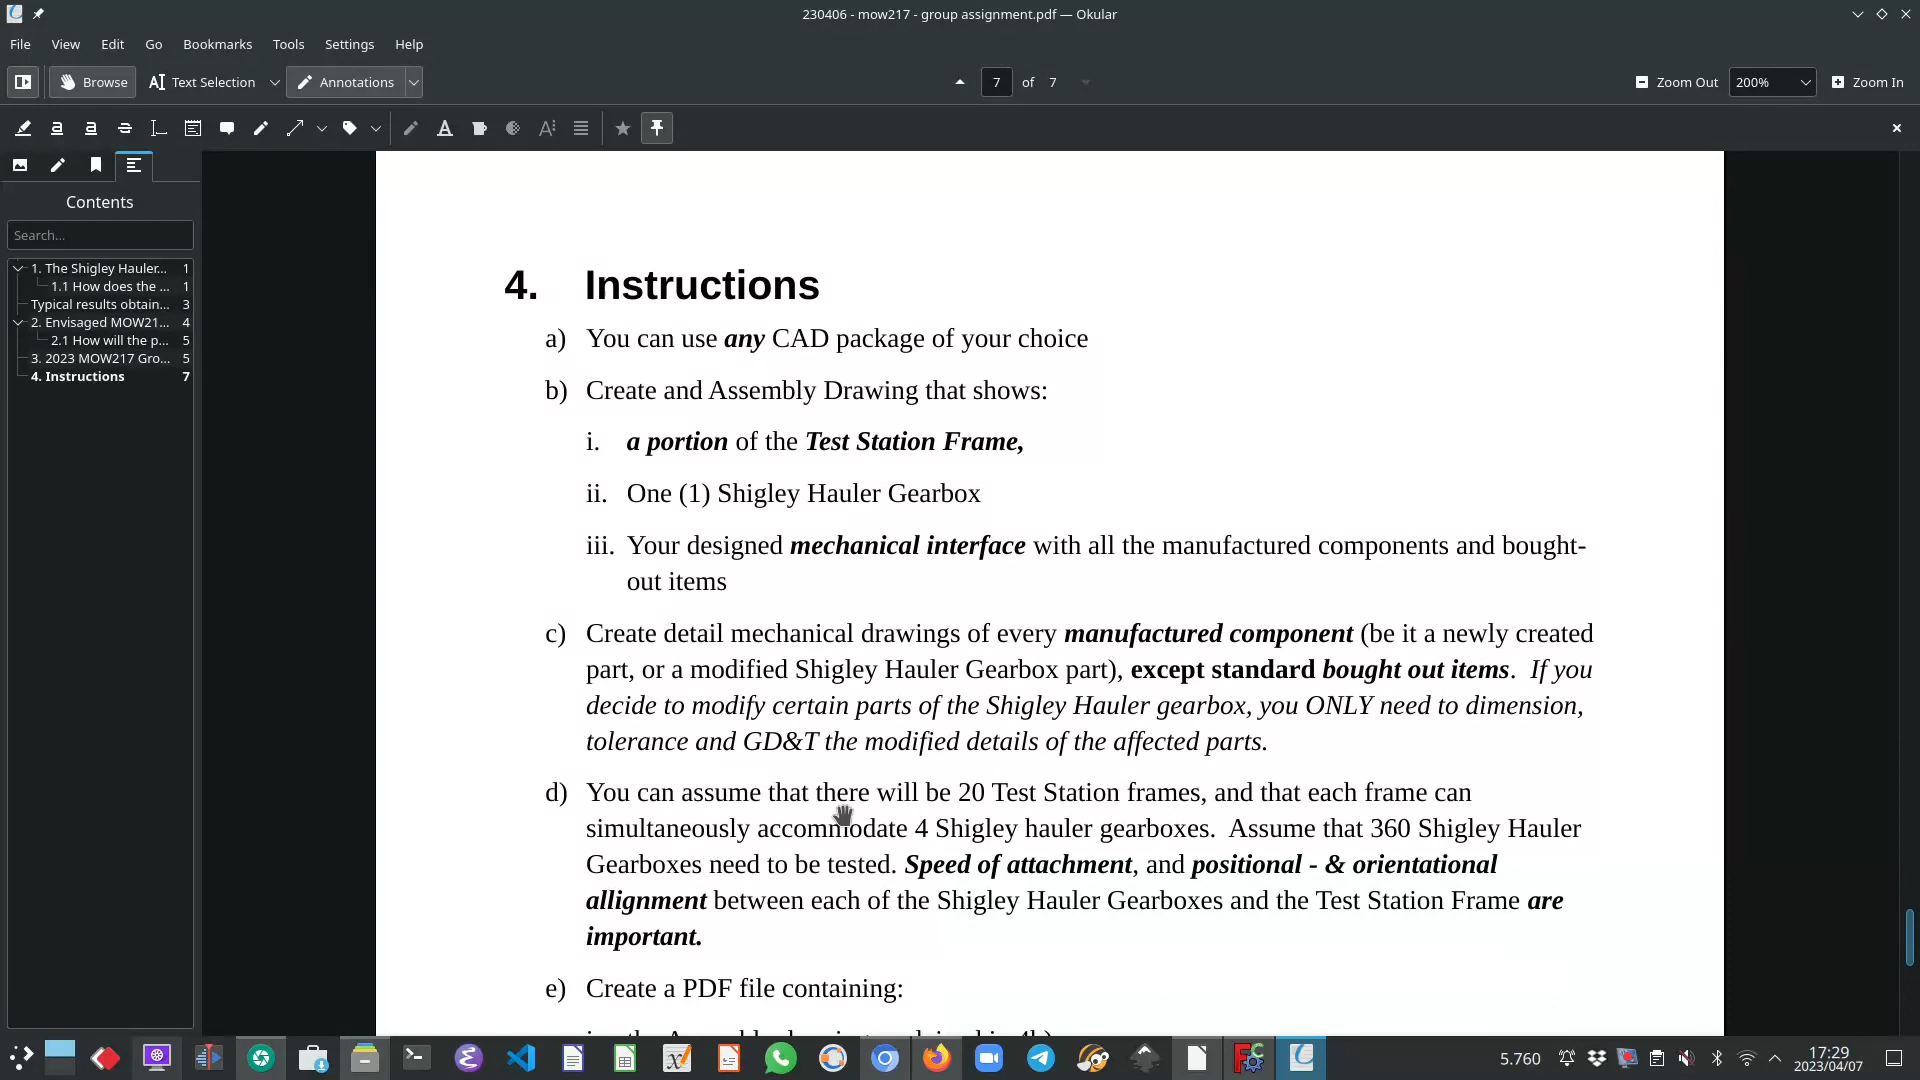 230406 - mow217 - group assignment.pdf — Okular
File View Edit Go Bookmarks Tools Settings Help
Browse Text Selection Annotations 7 of 7 Zoom Out 200% Zoom In
Contents
Search...
1. The Shigley Hauler... 1
1.1 How does the ... 1
Typical results obtain... 3
2. Envisaged MOW21... 4
2.1 How will the p... 5
3. 2023 MOW217 Gro... 5
4. Instructions 7
4. Instructions
a) You can use any CAD package of your choice
b) Create and Assembly Drawing that shows:
i. a portion of the Test Station Frame,
ii. One (1) Shigley Hauler Gearbox
iii. Your designed mechanical interface with all the manufactured components and bought-
out items
c) Create detail mechanical drawings of every manufactured component (be it a newly created
part, or a modified Shigley Hauler Gearbox part), except standard bought out items. If you
decide to modify certain parts of the Shigley Hauler gearbox, you ONLY need to dimension,
tolerance and GD&T the modified details of the affected parts.
d) You can assume that there will be 20 Test Station frames, and that each frame can
simultaneously accommodate 4 Shigley hauler gearboxes. Assume that 360 Shigley Hauler
Gearboxes need to be tested. Speed of attachment, and positional - & orientational
allignment between each of the Shigley Hauler Gearboxes and the Test Station Frame are
important.
e) Create a PDF file containing:
5.760
17:29
2023/04/07